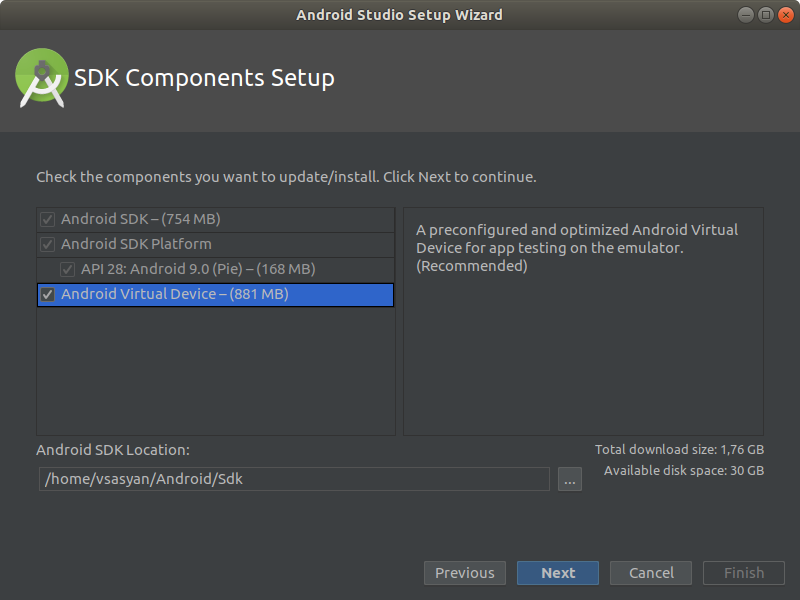 Android Studio Setup Wizard
SDK Components Setup
Check the components you want to update/install. Click Next to continue.
Android SDK – (754 MB)
Android SDK Platform
API 28: Android 9.0 (Pie) – (168 MB)
Android Virtual Device – (881 MB)
A preconfigured and optimized Android Virtual
Device for app testing on the emulator.
(Recommended)
Android SDK Location:
/home/vsasyan/Android/Sdk
...
Total download size: 1,76 GB
Available disk space: 30 GB
Previous
Next
Cancel
Finish